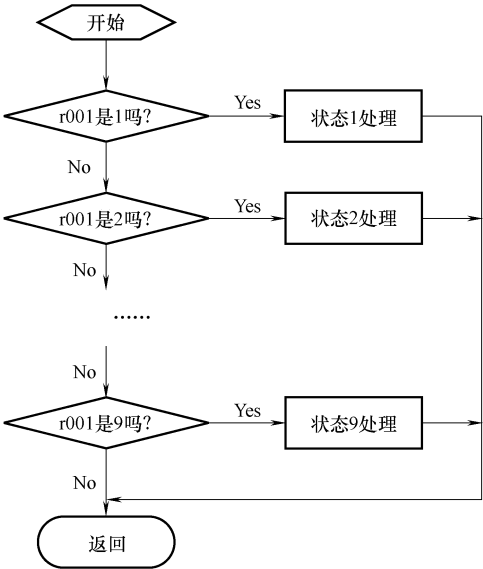 开始
r001是1吗?
Yes
状态1处理
No
r001是2吗?
Yes
状态2处理
No
······
No
r001是9吗?
Yes
状态9处理
No
返回